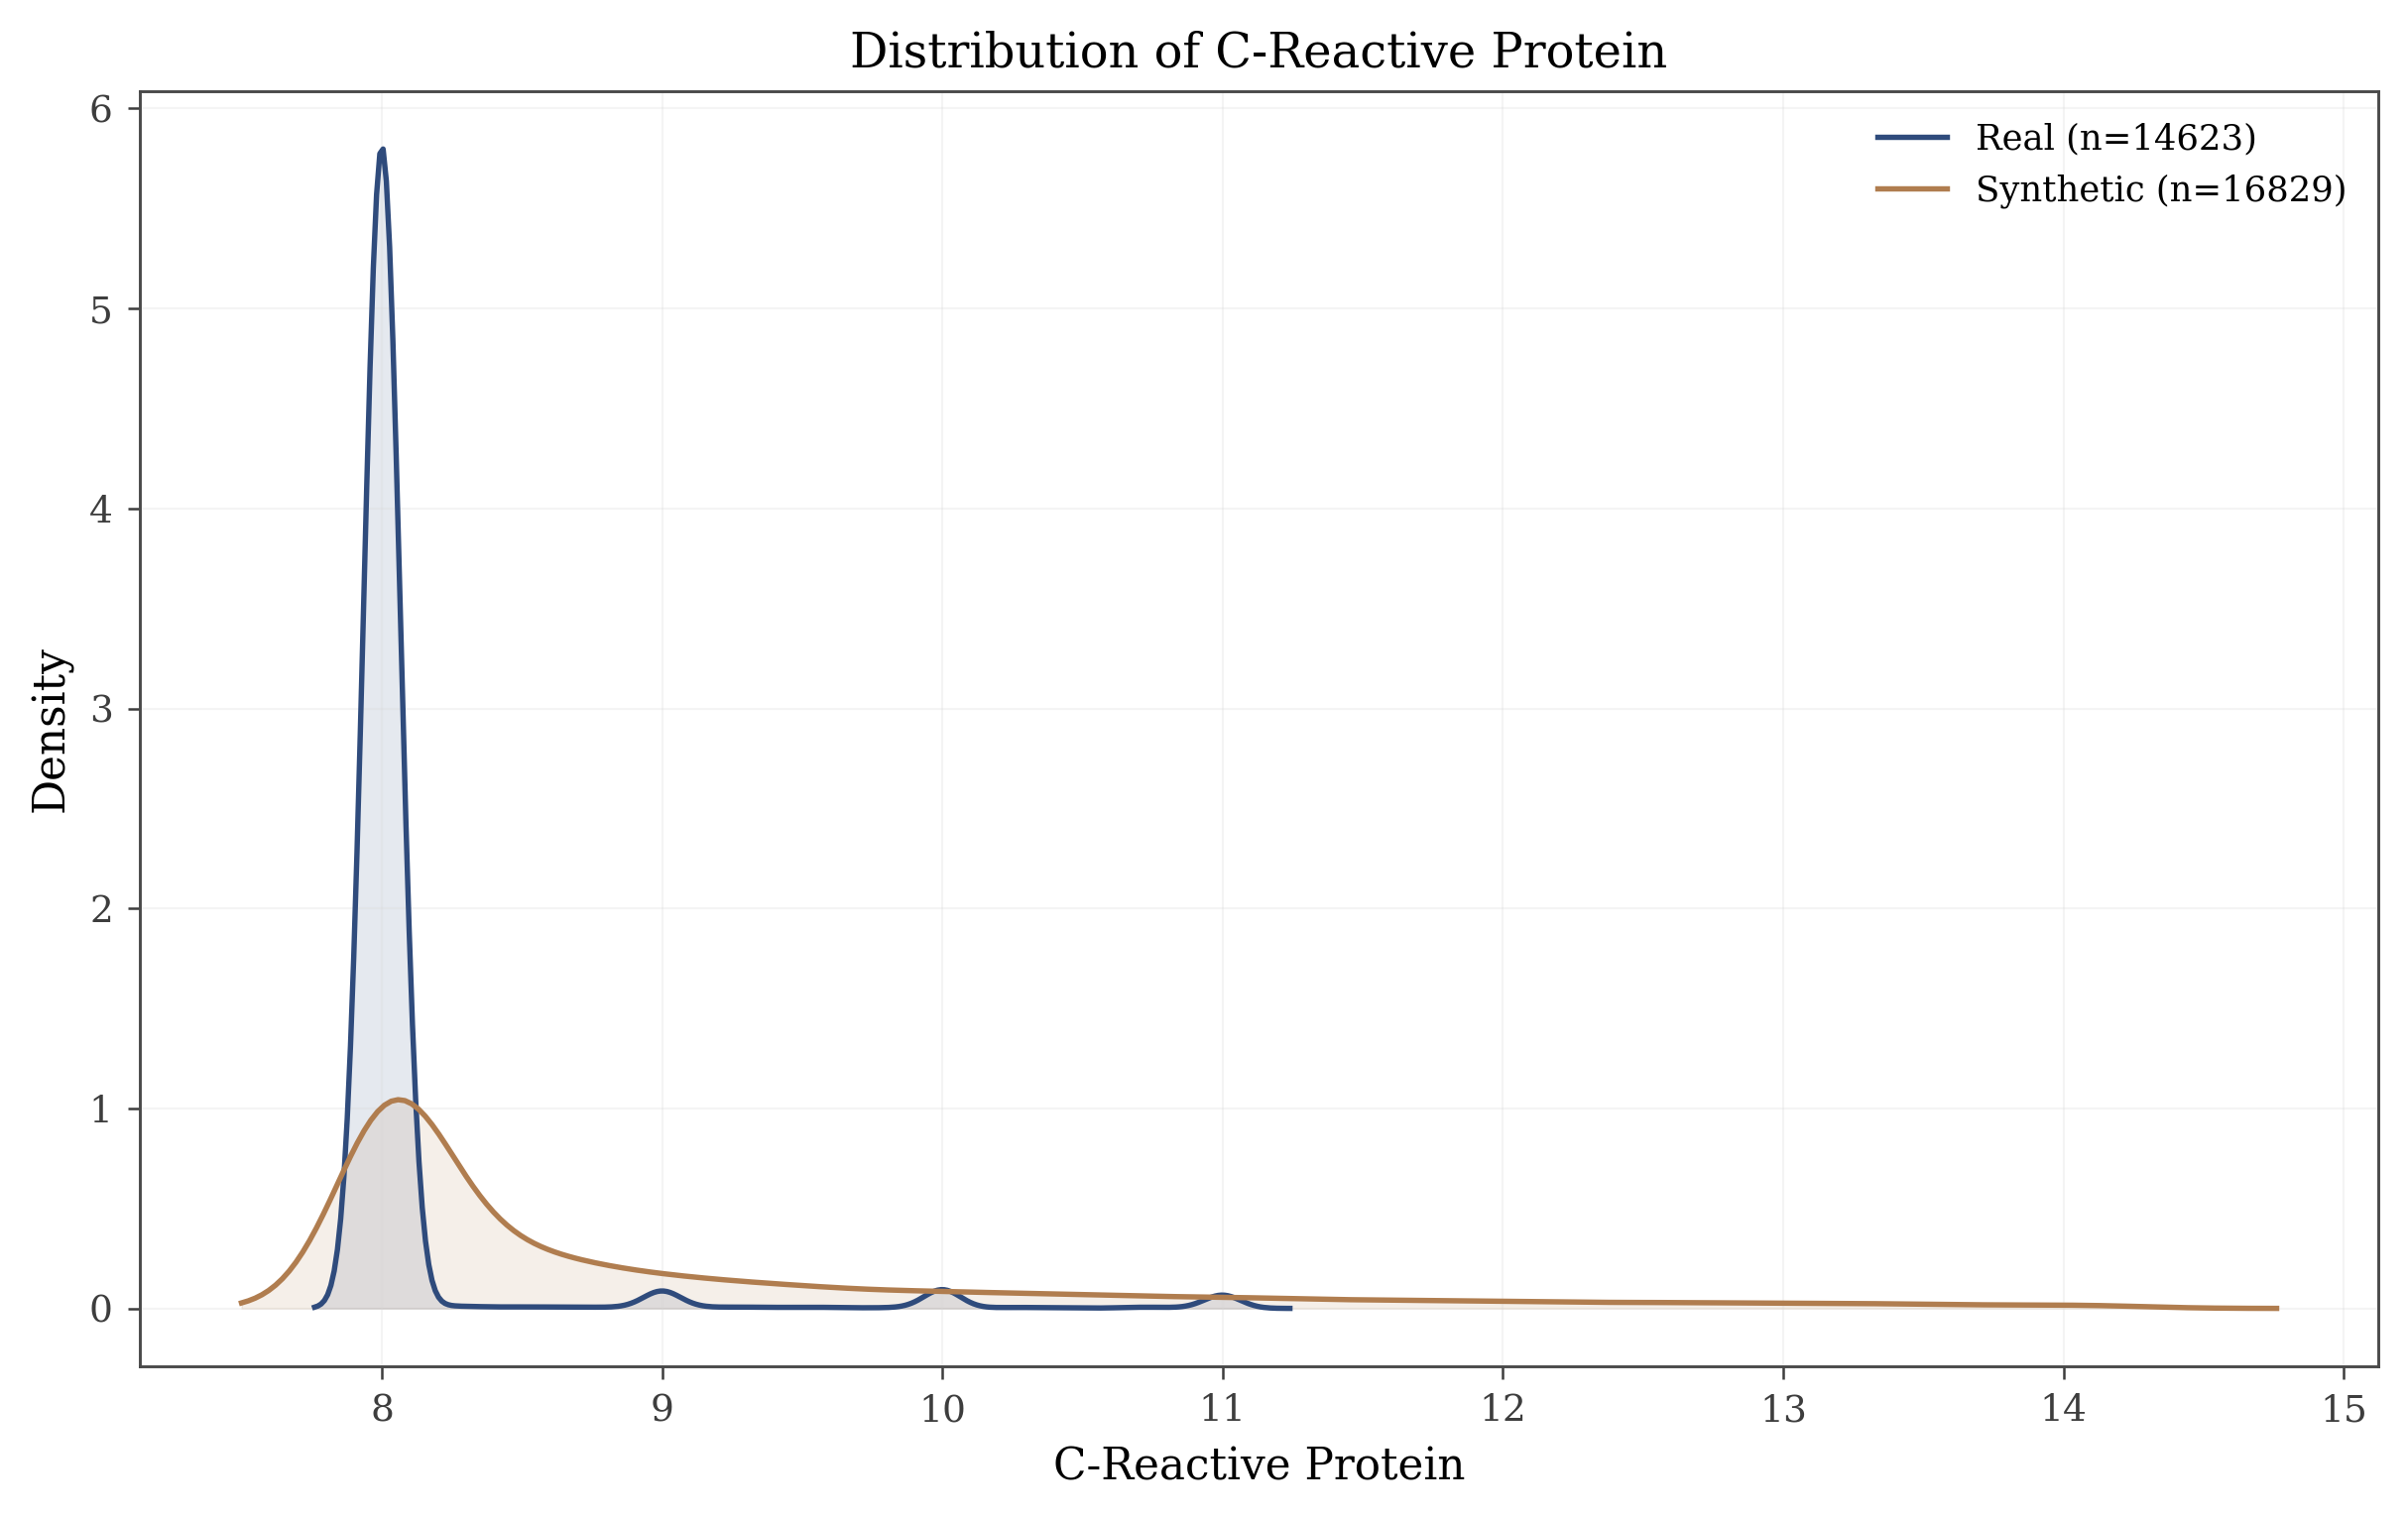 Distribution of C-Reactive Protein
6
5
4
3
2
1
0
Density
Real (n=14623)
Synthetic (n=16829)
8 9 10 11 12 13 14 15
C-Reactive Protein